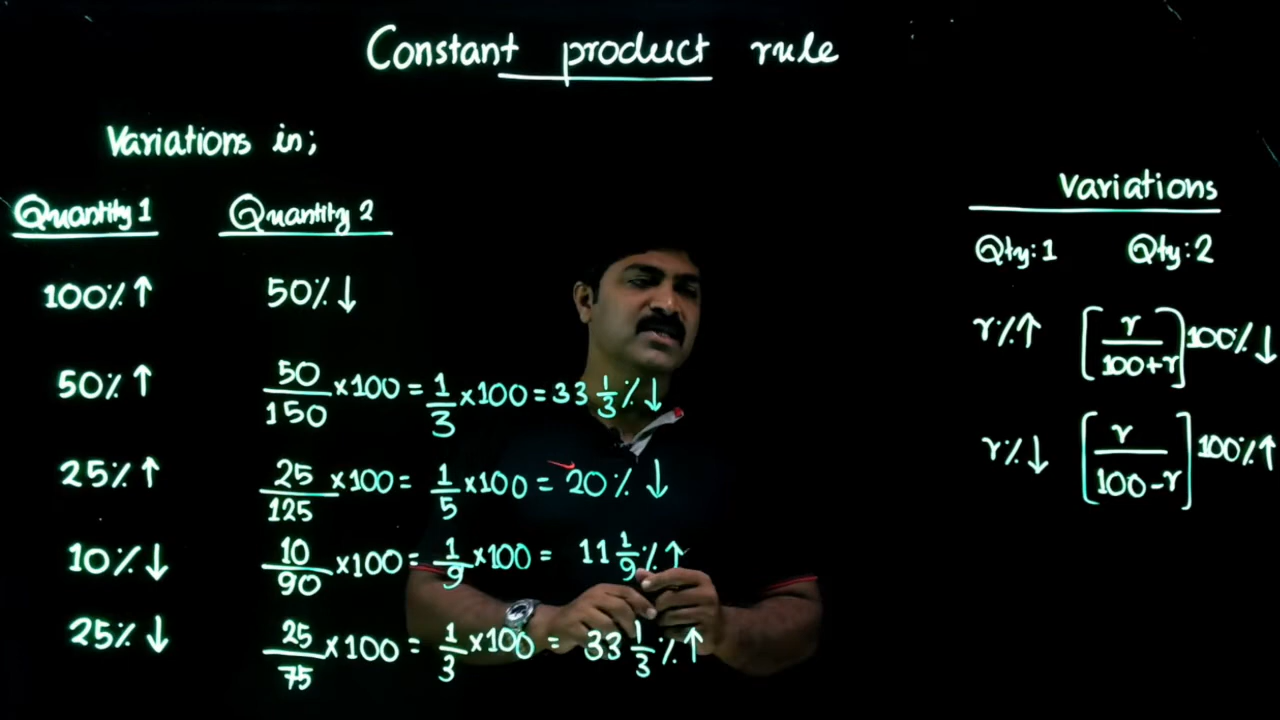 Constant product rule
Variations in;
Quantity 1 Quantity 2
100% ↑ 50% ↓
50% ↑ 50/150 × 100 = 1/3 × 100 = 33 1/3 % ↓
25% ↑ 25/125 × 100 = 1/5 × 100 = 20% ↓
10% ↓ 10/90 × 100 = 1/9 × 100 = 11 1/9 % ↑
25% ↓ 25/75 × 100 = 1/3 × 100 = 33 1/3 % ↑
Variations
Qty:1 Qty:2
r% ↑ [r/100+r] 100% ↓
r% ↓ [r/100-r] 100% ↑